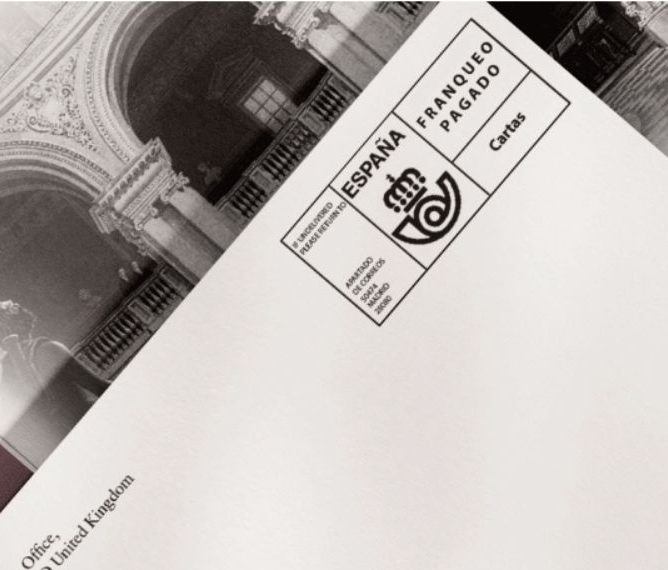 IF UNDELIVERED
PLEASE RETURN TO
APARTADO
DE CORREOS
50474
MADRID
28080
ESPAÑA
FRANQUEO
PAGADO
Cartas
Office,
United Kingdom